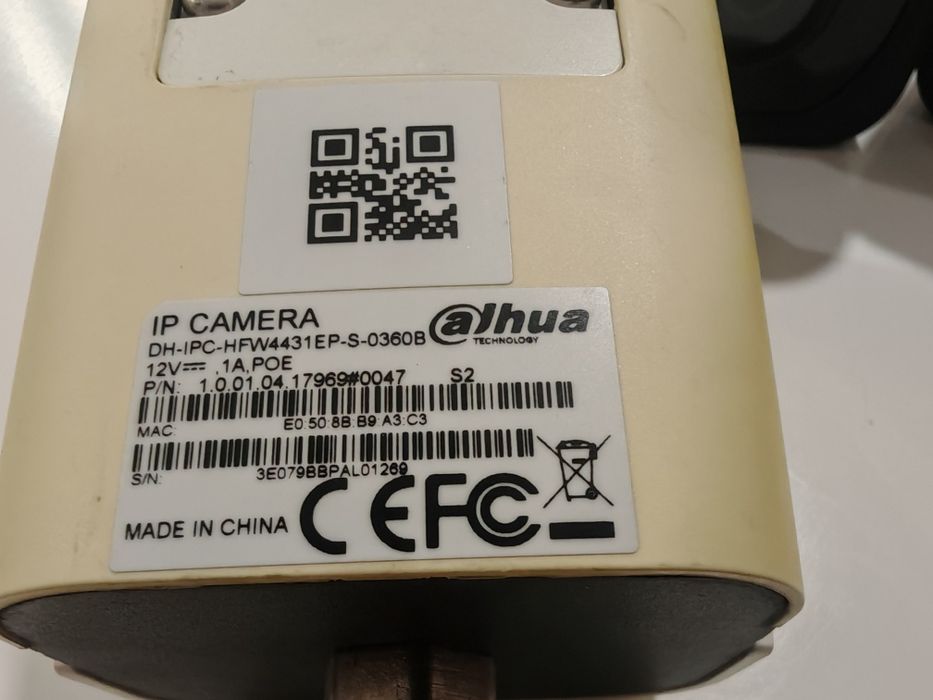 IP CAMERA
alhua
TECHNOLOGY
DH-IPC-HFW4431EP-S-0360B
12V⎓ ,1A,POE
P/N: 1.0.01.04.17969#0047 S2
MAC: E0:50:8B:B9:A3:C3
S/N: 3E079BBPAL01269
MADE IN CHINA
CE FC